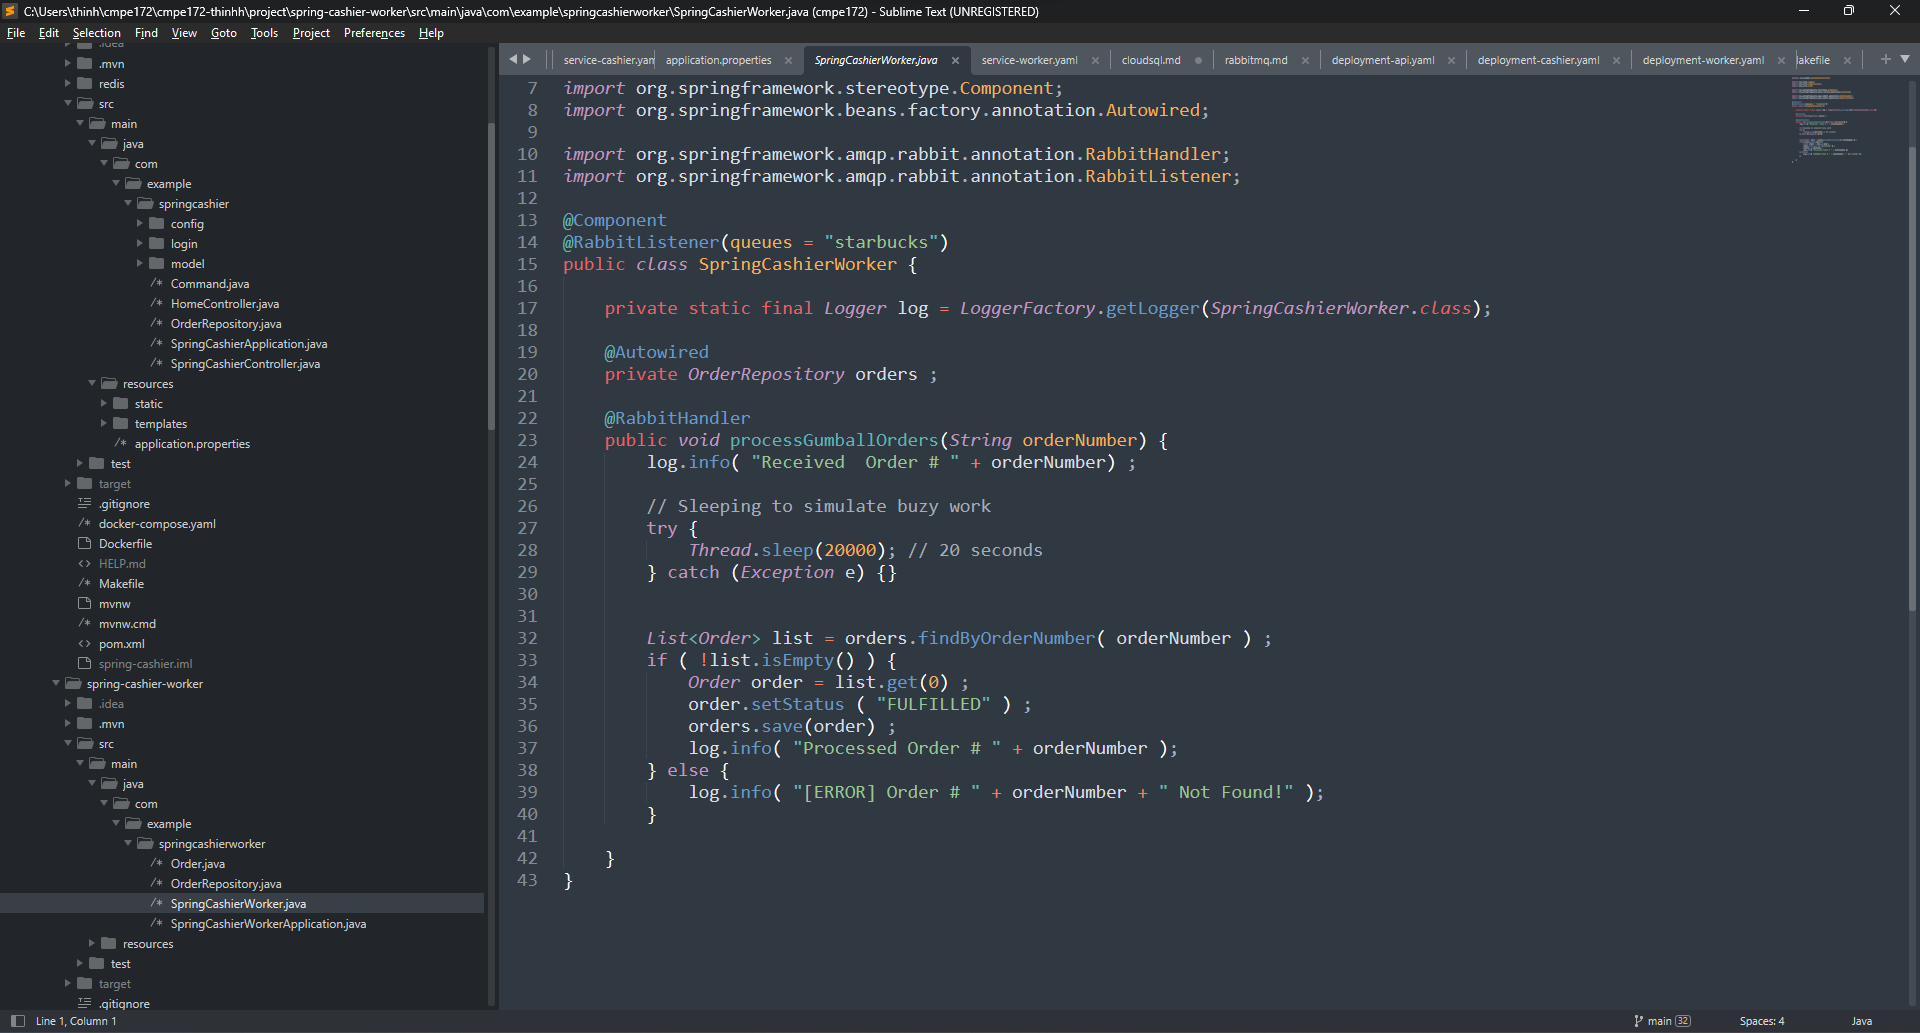 C:\Users\thinh\cmpe172\cmpe172-thinhh\project\spring-cashier-worker\src\main\java\com\example\springcashierworker\SpringCashierWorker.java (cmpe172) - Sublime Text (UNREGISTERED)
File Edit Selection Find View Goto Tools Project Preferences Help
.idea
.mvn
redis
src
main
java
com
example
springcashier
config
login
model
/* Command.java
/* HomeController.java
/* OrderRepository.java
/* SpringCashierApplication.java
/* SpringCashierController.java
resources
static
templates
/* application.properties
test
target
.gitignore
/* docker-compose.yaml
Dockerfile
<> HELP.md
/* Makefile
mvnw
/* mvnw.cmd
<> pom.xml
spring-cashier.iml
spring-cashier-worker
.idea
.mvn
src
main
java
com
example
springcashierworker
/* Order.java
/* OrderRepository.java
/* SpringCashierWorker.java
/* SpringCashierWorkerApplication.java
resources
test
target
.gitignore
service-cashier.yam application.properties SpringCashierWorker.java service-worker.yaml cloudsql.md rabbitmq.md deployment-api.yaml deployment-cashier.yaml deployment-worker.yaml akefile
7 import org.springframework.stereotype.Component;
8 import org.springframework.beans.factory.annotation.Autowired;
9
10 import org.springframework.amqp.rabbit.annotation.RabbitHandler;
11 import org.springframework.amqp.rabbit.annotation.RabbitListener;
12
13 @Component
14 @RabbitListener(queues = "starbucks")
15 public class SpringCashierWorker {
16
17 private static final Logger log = LoggerFactory.getLogger(SpringCashierWorker.class);
18
19 @Autowired
20 private OrderRepository orders ;
21
22 @RabbitHandler
23 public void processGumballOrders(String orderNumber) {
24 log.info( "Received  Order # " + orderNumber) ;
25
26 // Sleeping to simulate buzy work
27 try {
28 Thread.sleep(20000); // 20 seconds
29 } catch (Exception e) {}
30
31
32 List<Order> list = orders.findByOrderNumber( orderNumber ) ;
33 if ( !list.isEmpty() ) {
34 Order order = list.get(0) ;
35 order.setStatus ( "FULFILLED" ) ;
36 orders.save(order) ;
37 log.info( "Processed Order # " + orderNumber );
38 } else {
39 log.info( "[ERROR] Order # " + orderNumber + " Not Found!" );
40 }
41
42 }
43 }
Line 1, Column 1
main 32 Spaces: 4 Java